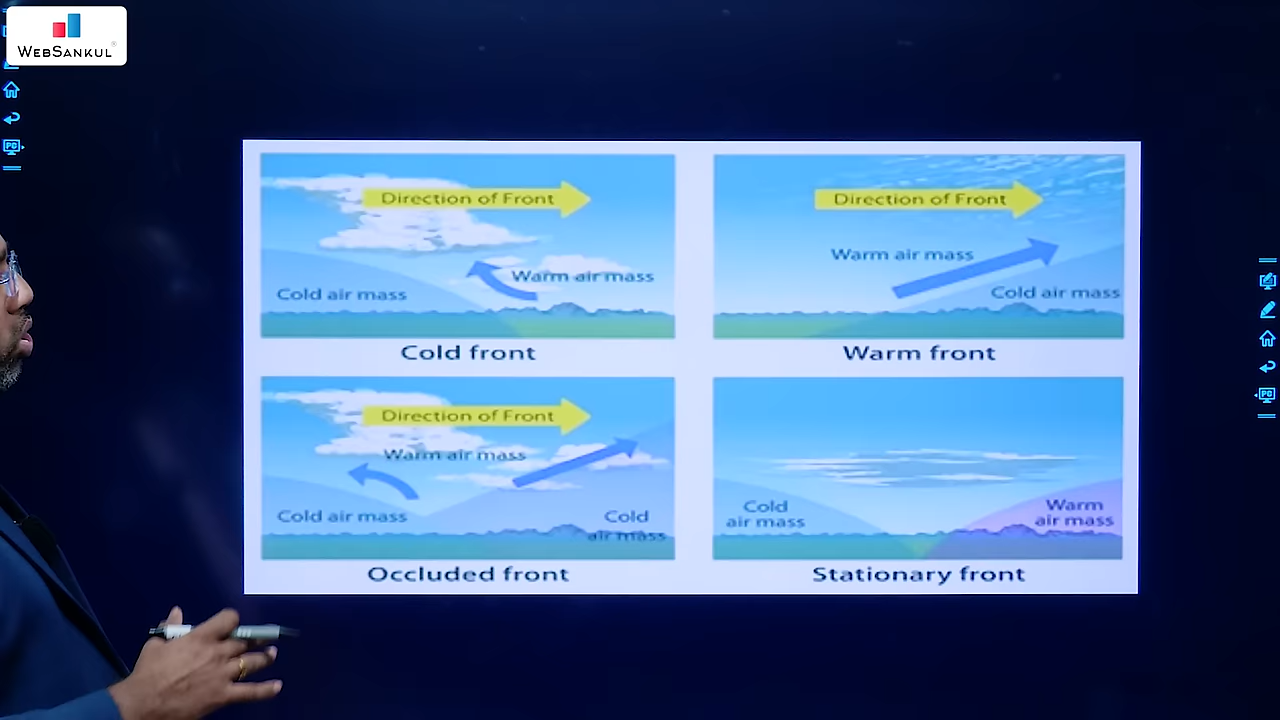 WEBSANKUL
PC
Direction of Front
Warm air mass
Cold air mass
Cold front
Direction of Front
Warm air mass
Cold air mass
Warm front
Direction of Front
Warm air mass
Cold air mass
Cold
air mass
Occluded front
Cold
air mass
Warm
air mass
Stationary front
PC